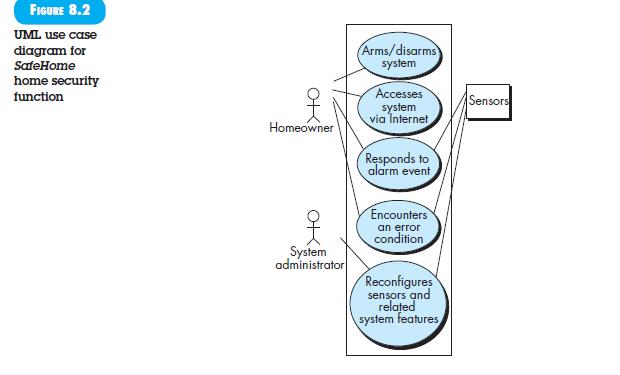 FIGURE 8.2
UML use case
diagram for
SafeHome
home security
function
Arms/disarms
system
Accesses
system
via Internet
Sensors
Homeowner
Responds to
alarm event
Encounters
an error
condition
System
administrator
Reconfigures
sensors and
related
system features